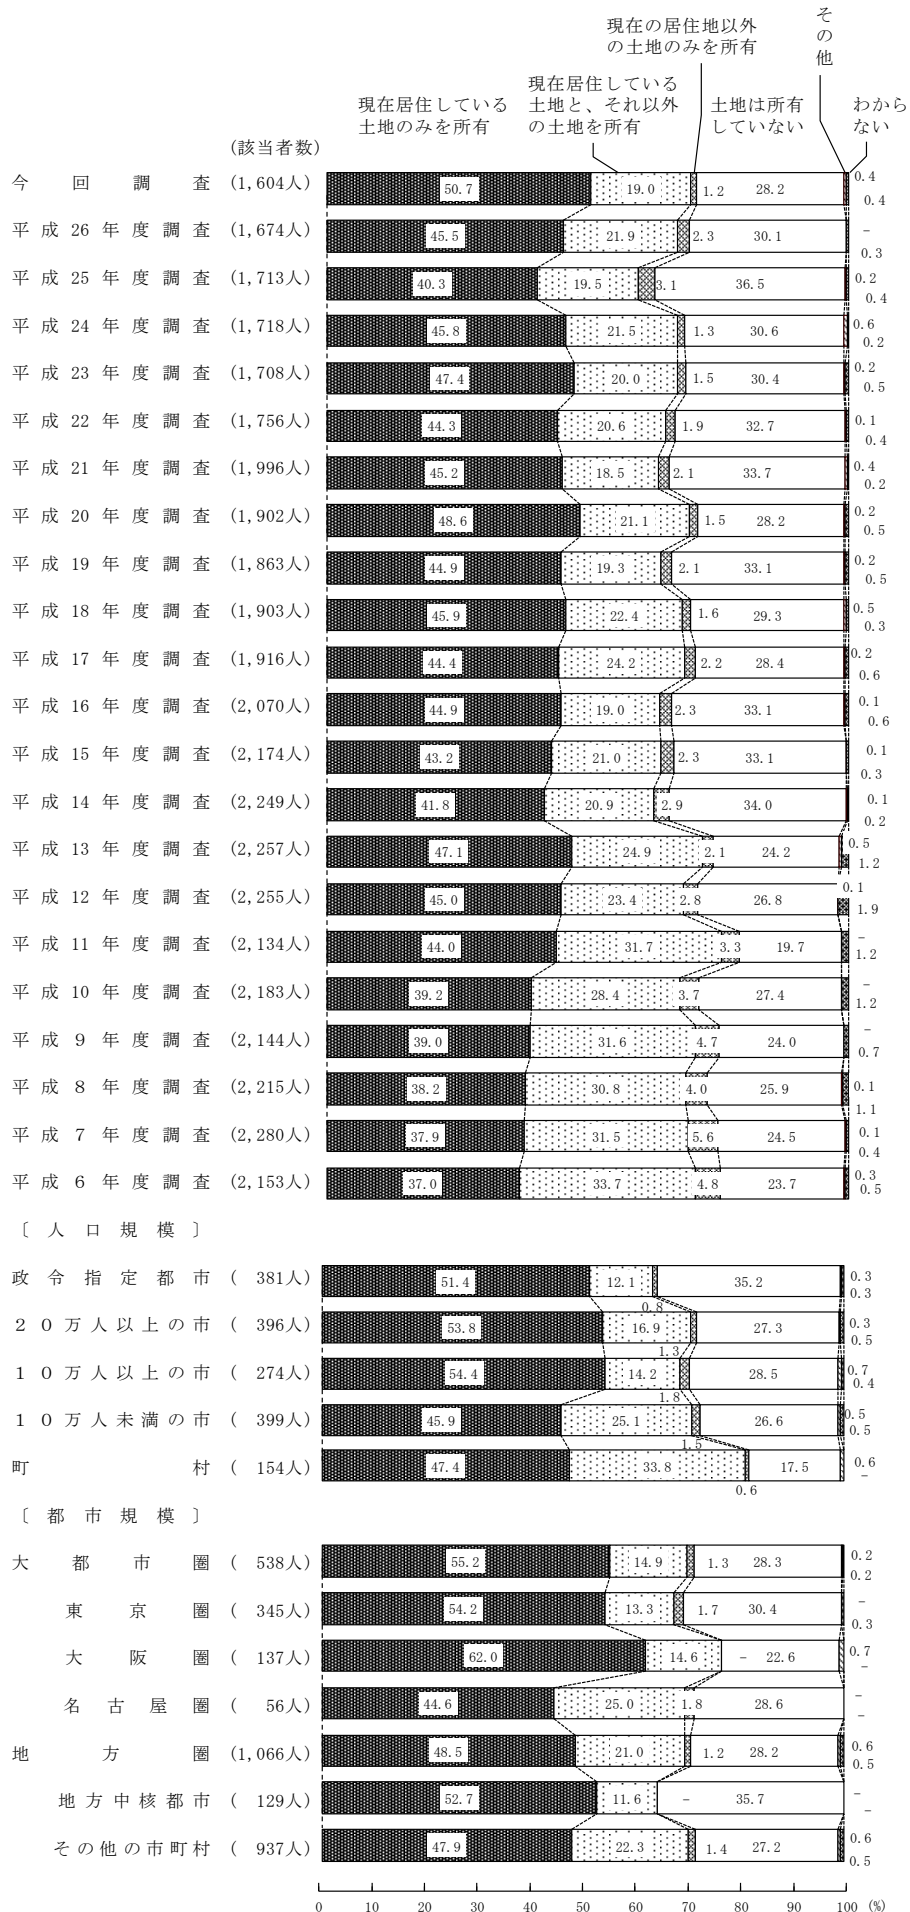 そ
の
他
現在の居住地以外
の土地のみを所有
現在居住している
土地と、それ以外
の土地を所有
現在居住している
土地のみを所有
土地は所有
していない
わから
ない
(該当者数)
今回調査 (1,604人) 50.7 19.0 1.2 28.2 0.4 0.4
平成26年度調査 (1,674人) 45.5 21.9 2.3 30.1 − 0.3
平成25年度調査 (1,713人) 40.3 19.5 3.1 36.5 0.2 0.4
平成24年度調査 (1,718人) 45.8 21.5 1.3 30.6 0.6 0.2
平成23年度調査 (1,708人) 47.4 20.0 1.5 30.4 0.2 0.5
平成22年度調査 (1,756人) 44.3 20.6 1.9 32.7 0.1 0.4
平成21年度調査 (1,996人) 45.2 18.5 2.1 33.7 0.4 0.2
平成20年度調査 (1,902人) 48.6 21.1 1.5 28.2 0.2 0.5
平成19年度調査 (1,863人) 44.9 19.3 2.1 33.1 0.2 0.5
平成18年度調査 (1,903人) 45.9 22.4 1.6 29.3 0.5 0.3
平成17年度調査 (1,916人) 44.4 24.2 2.2 28.4 0.2 0.6
平成16年度調査 (2,070人) 44.9 19.0 2.3 33.1 0.1 0.6
平成15年度調査 (2,174人) 43.2 21.0 2.3 33.1 0.1 0.3
平成14年度調査 (2,249人) 41.8 20.9 2.9 34.0 0.1 0.2
平成13年度調査 (2,257人) 47.1 24.9 2.1 24.2 0.5 1.2
平成12年度調査 (2,255人) 45.0 23.4 2.8 26.8 0.1 1.9
平成11年度調査 (2,134人) 44.0 31.7 3.3 19.7 − 1.2
平成10年度調査 (2,183人) 39.2 28.4 3.7 27.4 − 1.2
平成9年度調査 (2,144人) 39.0 31.6 4.7 24.0 − 0.7
平成8年度調査 (2,215人) 38.2 30.8 4.0 25.9 0.1 1.1
平成7年度調査 (2,280人) 37.9 31.5 5.6 24.5 0.1 0.4
平成6年度調査 (2,153人) 37.0 33.7 4.8 23.7 0.3 0.5
〔人口規模〕
政令指定都市 (381人) 51.4 12.1 0.8 35.2 0.3 0.3
20万人以上の市 (396人) 53.8 16.9 1.3 27.3 0.3 0.5
10万人以上の市 (274人) 54.4 14.2 1.8 28.5 0.7 0.4
10万人未満の市 (399人) 45.9 25.1 1.5 26.6 0.5 0.5
町村 (154人) 47.4 33.8 0.6 17.5 0.6 −
〔都市規模〕
大都市圏 (538人) 55.2 14.9 1.3 28.3 0.2 0.2
東京圏 (345人) 54.2 13.3 1.7 30.4 − 0.3
大阪圏 (137人) 62.0 14.6 − 22.6 0.7 −
名古屋圏 (56人) 44.6 25.0 1.8 28.6 − −
地方圏 (1,066人) 48.5 21.0 1.2 28.2 0.6 0.5
地方中核都市 (129人) 52.7 11.6 − 35.7 − −
その他の市町村 (937人) 47.9 22.3 1.4 27.2 0.6 0.5
0 10 20 30 40 50 60 70 80 90 100 (%)